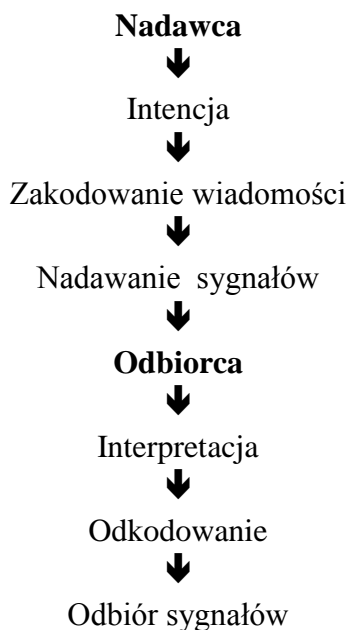 Nadawca
Intencja
Zakodowanie wiadomości
Nadawanie sygnałów
Odbiorca
Interpretacja
Odkodowanie
Odbiór sygnałów